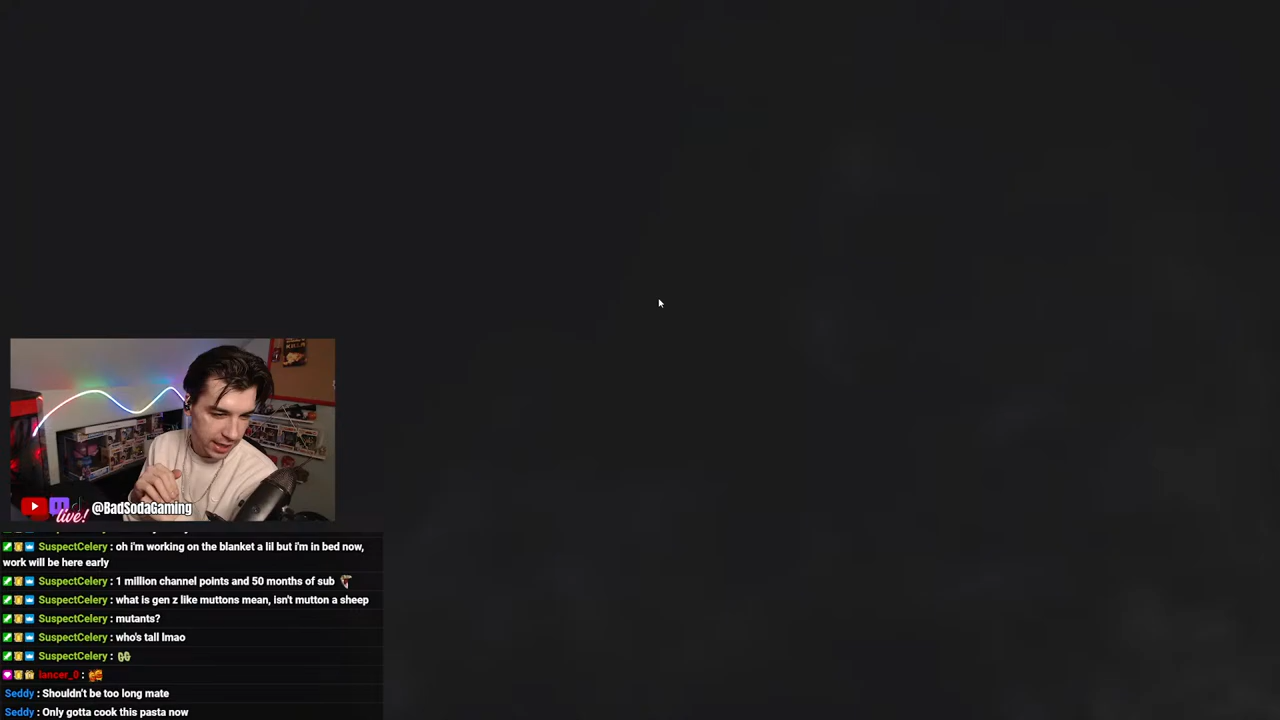 KILLA
live!
@BadSodaGaming
SuspectCelery : oh i'm working on the blanket a lil but i'm in bed now,
work will be here early
SuspectCelery : 1 million channel points and 50 months of sub
SuspectCelery : what is gen z like muttons mean, isn't mutton a sheep
SuspectCelery : mutants?
SuspectCelery : who's tall lmao
SuspectCelery :
lancer_0 :
Seddy : Shouldn't be too long mate
Seddy : Only gotta cook this pasta now